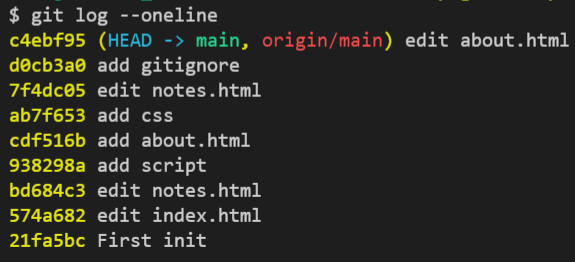 $ git log --oneline
c4ebf95 (HEAD -> main, origin/main) edit about.html
d0cb3a0 add gitignore
7f4dc05 edit notes.html
ab7f653 add css
cdf516b add about.html
938298a add script
bd684c3 edit notes.html
574a682 edit index.html
21fa5bc First init